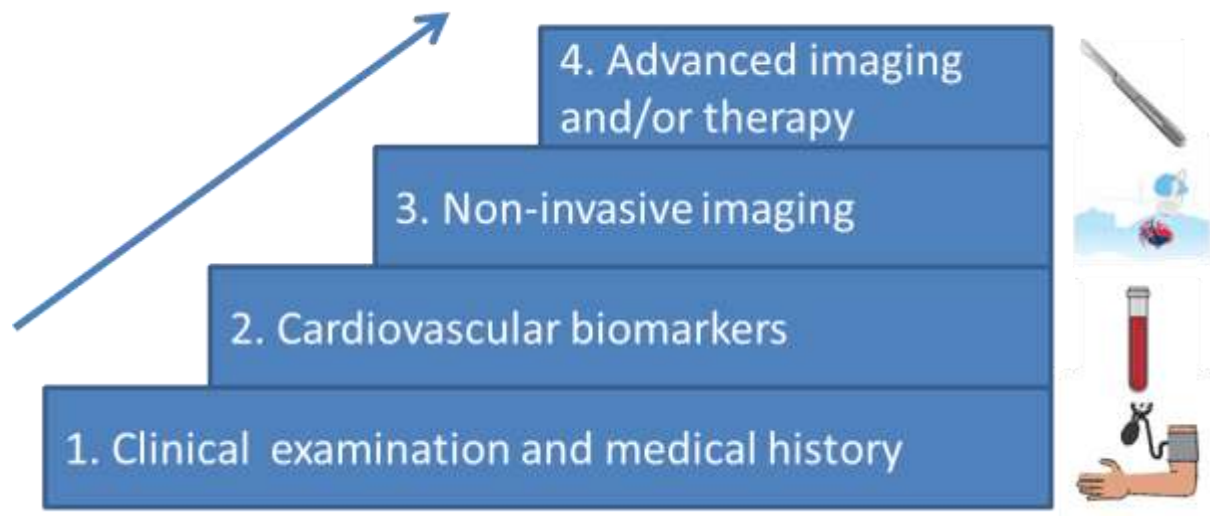 4. Advanced imaging
and/or therapy
3. Non-invasive imaging
2. Cardiovascular biomarkers
1. Clinical examination and medical history